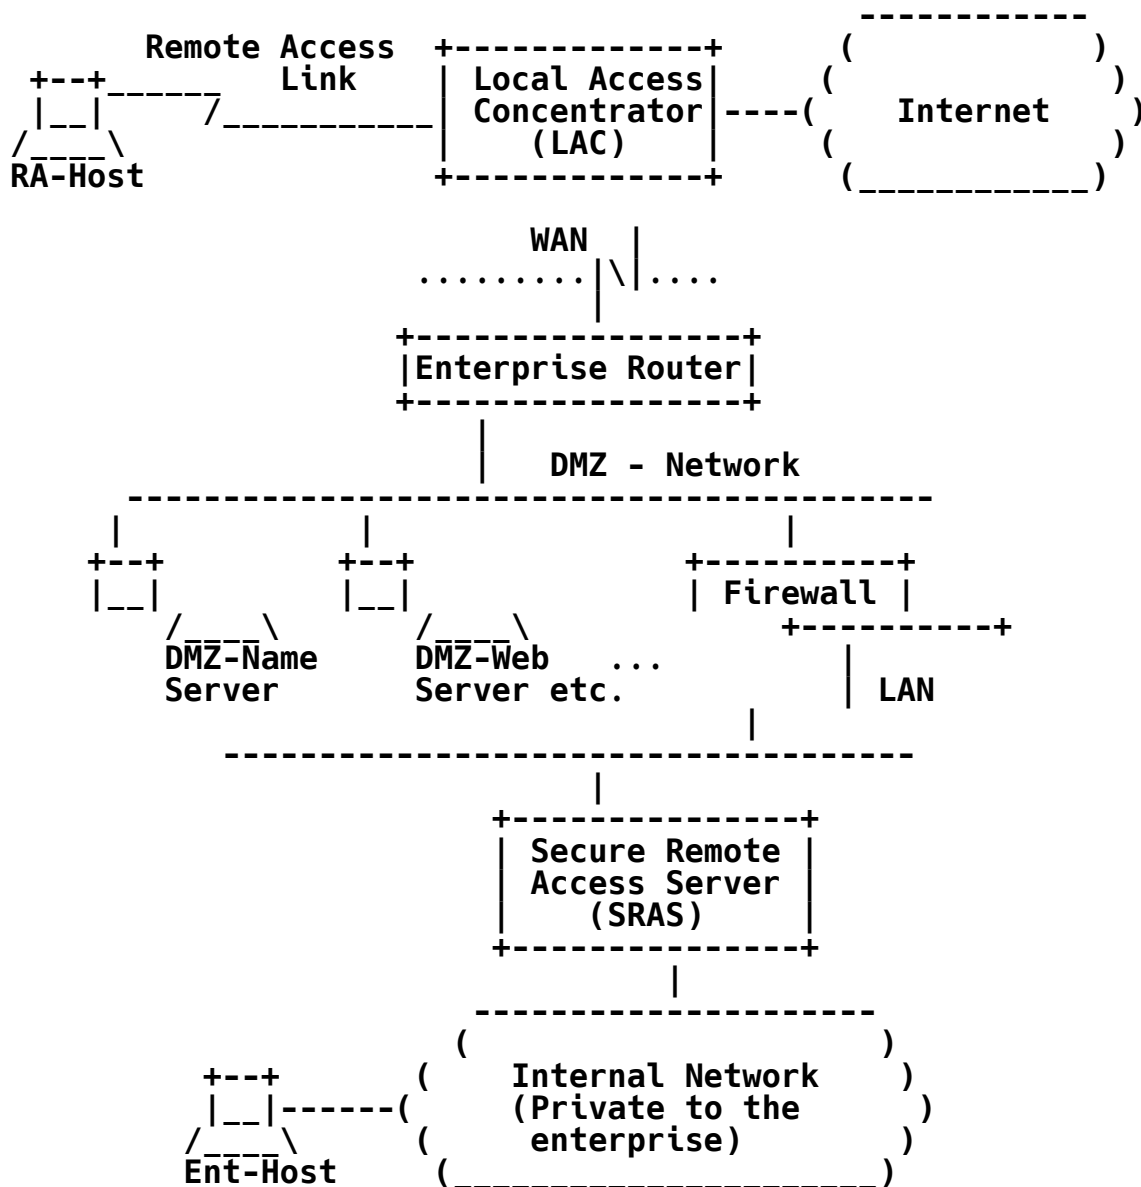 Remote Access
Link
Local Access
Concentrator
(LAC)
Internet
RA-Host
WAN
Enterprise Router
DMZ - Network
Firewall
DMZ-Name
Server
DMZ-Web ...
Server etc.
LAN
Secure Remote
Access Server
(SRAS)
Internal Network
(Private to the
enterprise)
Ent-Host